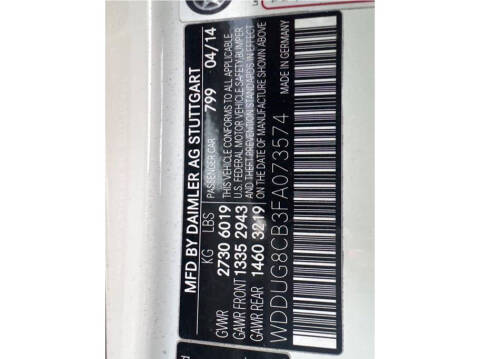 MFD BY DAIMLER AG STUTTGART
KG LBS
PASSENGER CAR 799 04/14
GVWR 2730 6019
GAWR FRONT 1335 2943
GAWR REAR 1460 3219
THIS VEHICLE CONFORMS TO ALL APPLICABLE
U.S. FEDERAL MOTOR VEHICLE SAFETY BUMPER
AND THEFT PREVENTION STANDARDS IN EFFECT
ON THE DATE OF MANUFACTURE SHOWN ABOVE
WDDUG8CB3FA073574
MADE IN GERMANY